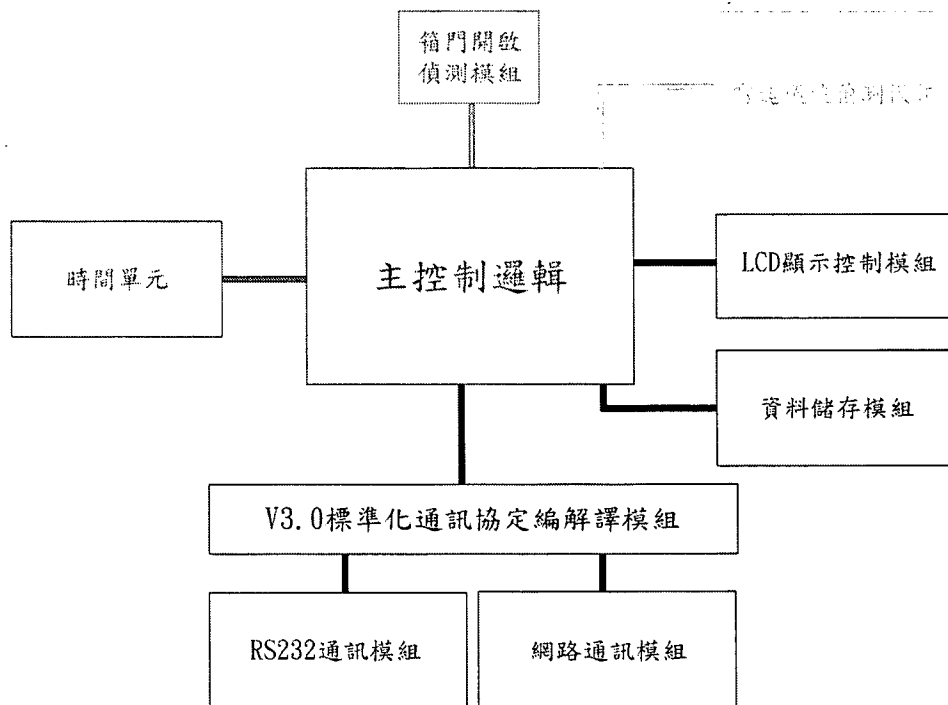 箱門開啟
偵測模組
主控制邏輯
時間單元
LCD顯示控制模組
資料儲存模組
V3.0標準化通訊協定編解譯模組
RS232通訊模組
網路通訊模組